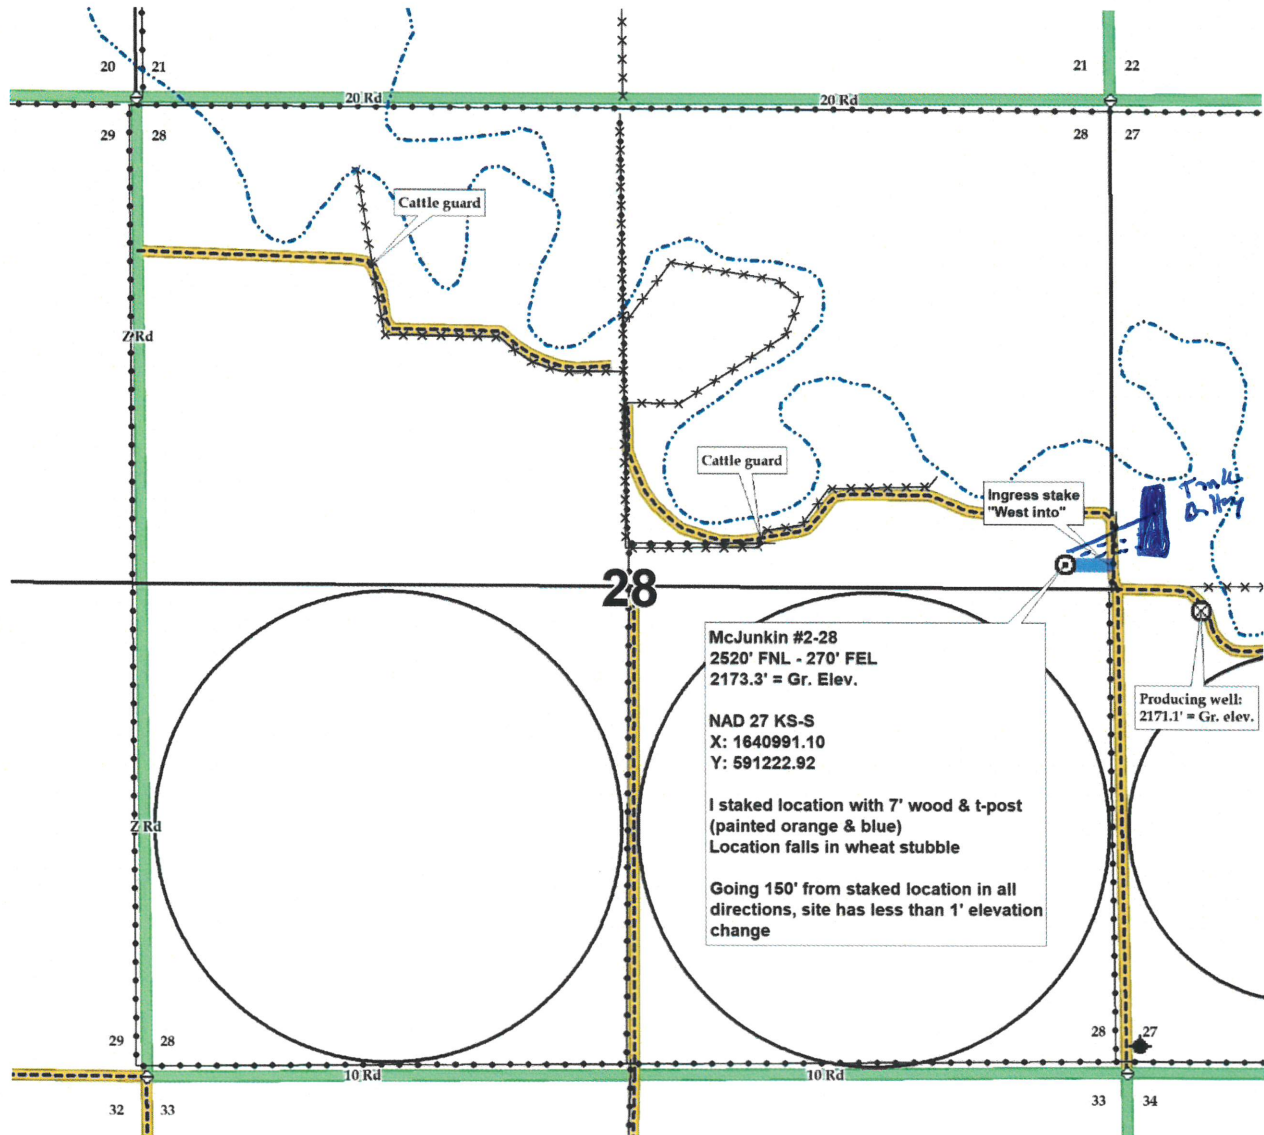 20 21
21 22
20 Rd
20 Rd
29 28
28 27
Cattle guard
Z Rd
Cattle guard
Ingress stake
"West into"
Tank
Battery
28
McJunkin #2-28
2520' FNL - 270' FEL
2173.3' = Gr. Elev.
NAD 27 KS-S
X: 1640991.10
Y: 591222.92
I staked location with 7' wood & t-post
(painted orange & blue)
Location falls in wheat stubble
Going 150' from staked location in all
directions, site has less than 1' elevation
change
Producing well:
2171.1' = Gr. elev.
Z Rd
29 28
28 27
10 Rd
10 Rd
32 33
33 34